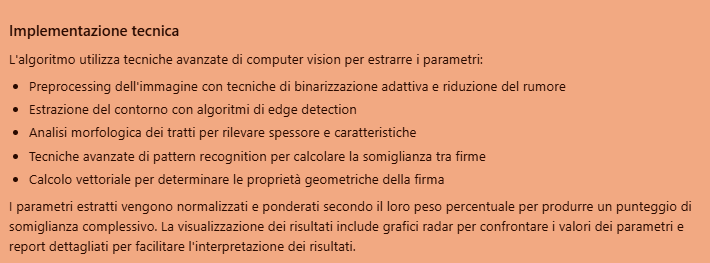 Implementazione tecnica
L'algoritmo utilizza tecniche avanzate di computer vision per estrarre i parametri:
• Preprocessing dell'immagine con tecniche di binarizzazione adattiva e riduzione del rumore
• Estrazione del contorno con algoritmi di edge detection
• Analisi morfologica dei tratti per rilevare spessore e caratteristiche
• Tecniche avanzate di pattern recognition per calcolare la somiglianza tra firme
• Calcolo vettoriale per determinare le proprietà geometriche della firma
I parametri estratti vengono normalizzati e ponderati secondo il loro peso percentuale per produrre un punteggio di
somiglianza complessivo. La visualizzazione dei risultati include grafici radar per confrontare i valori dei parametri e
report dettagliati per facilitare l'interpretazione dei risultati.